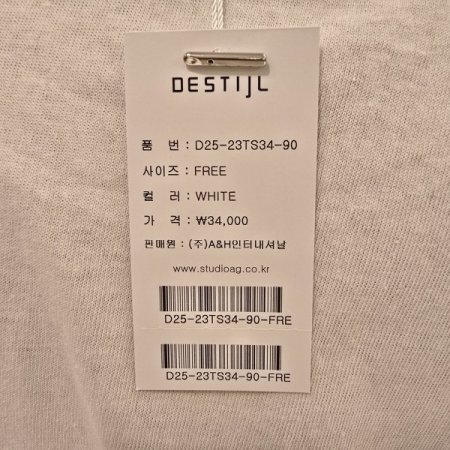 DESTIJL
품 번 : D25-23TS34-90
사이즈 : FREE
컬 러 : WHITE
가 격 : ₩34,000
판매원 : (주)A&H인터내셔날
www.studioag.co.kr
D25-23TS34-90-FRE
D25-23TS34-90-FRE